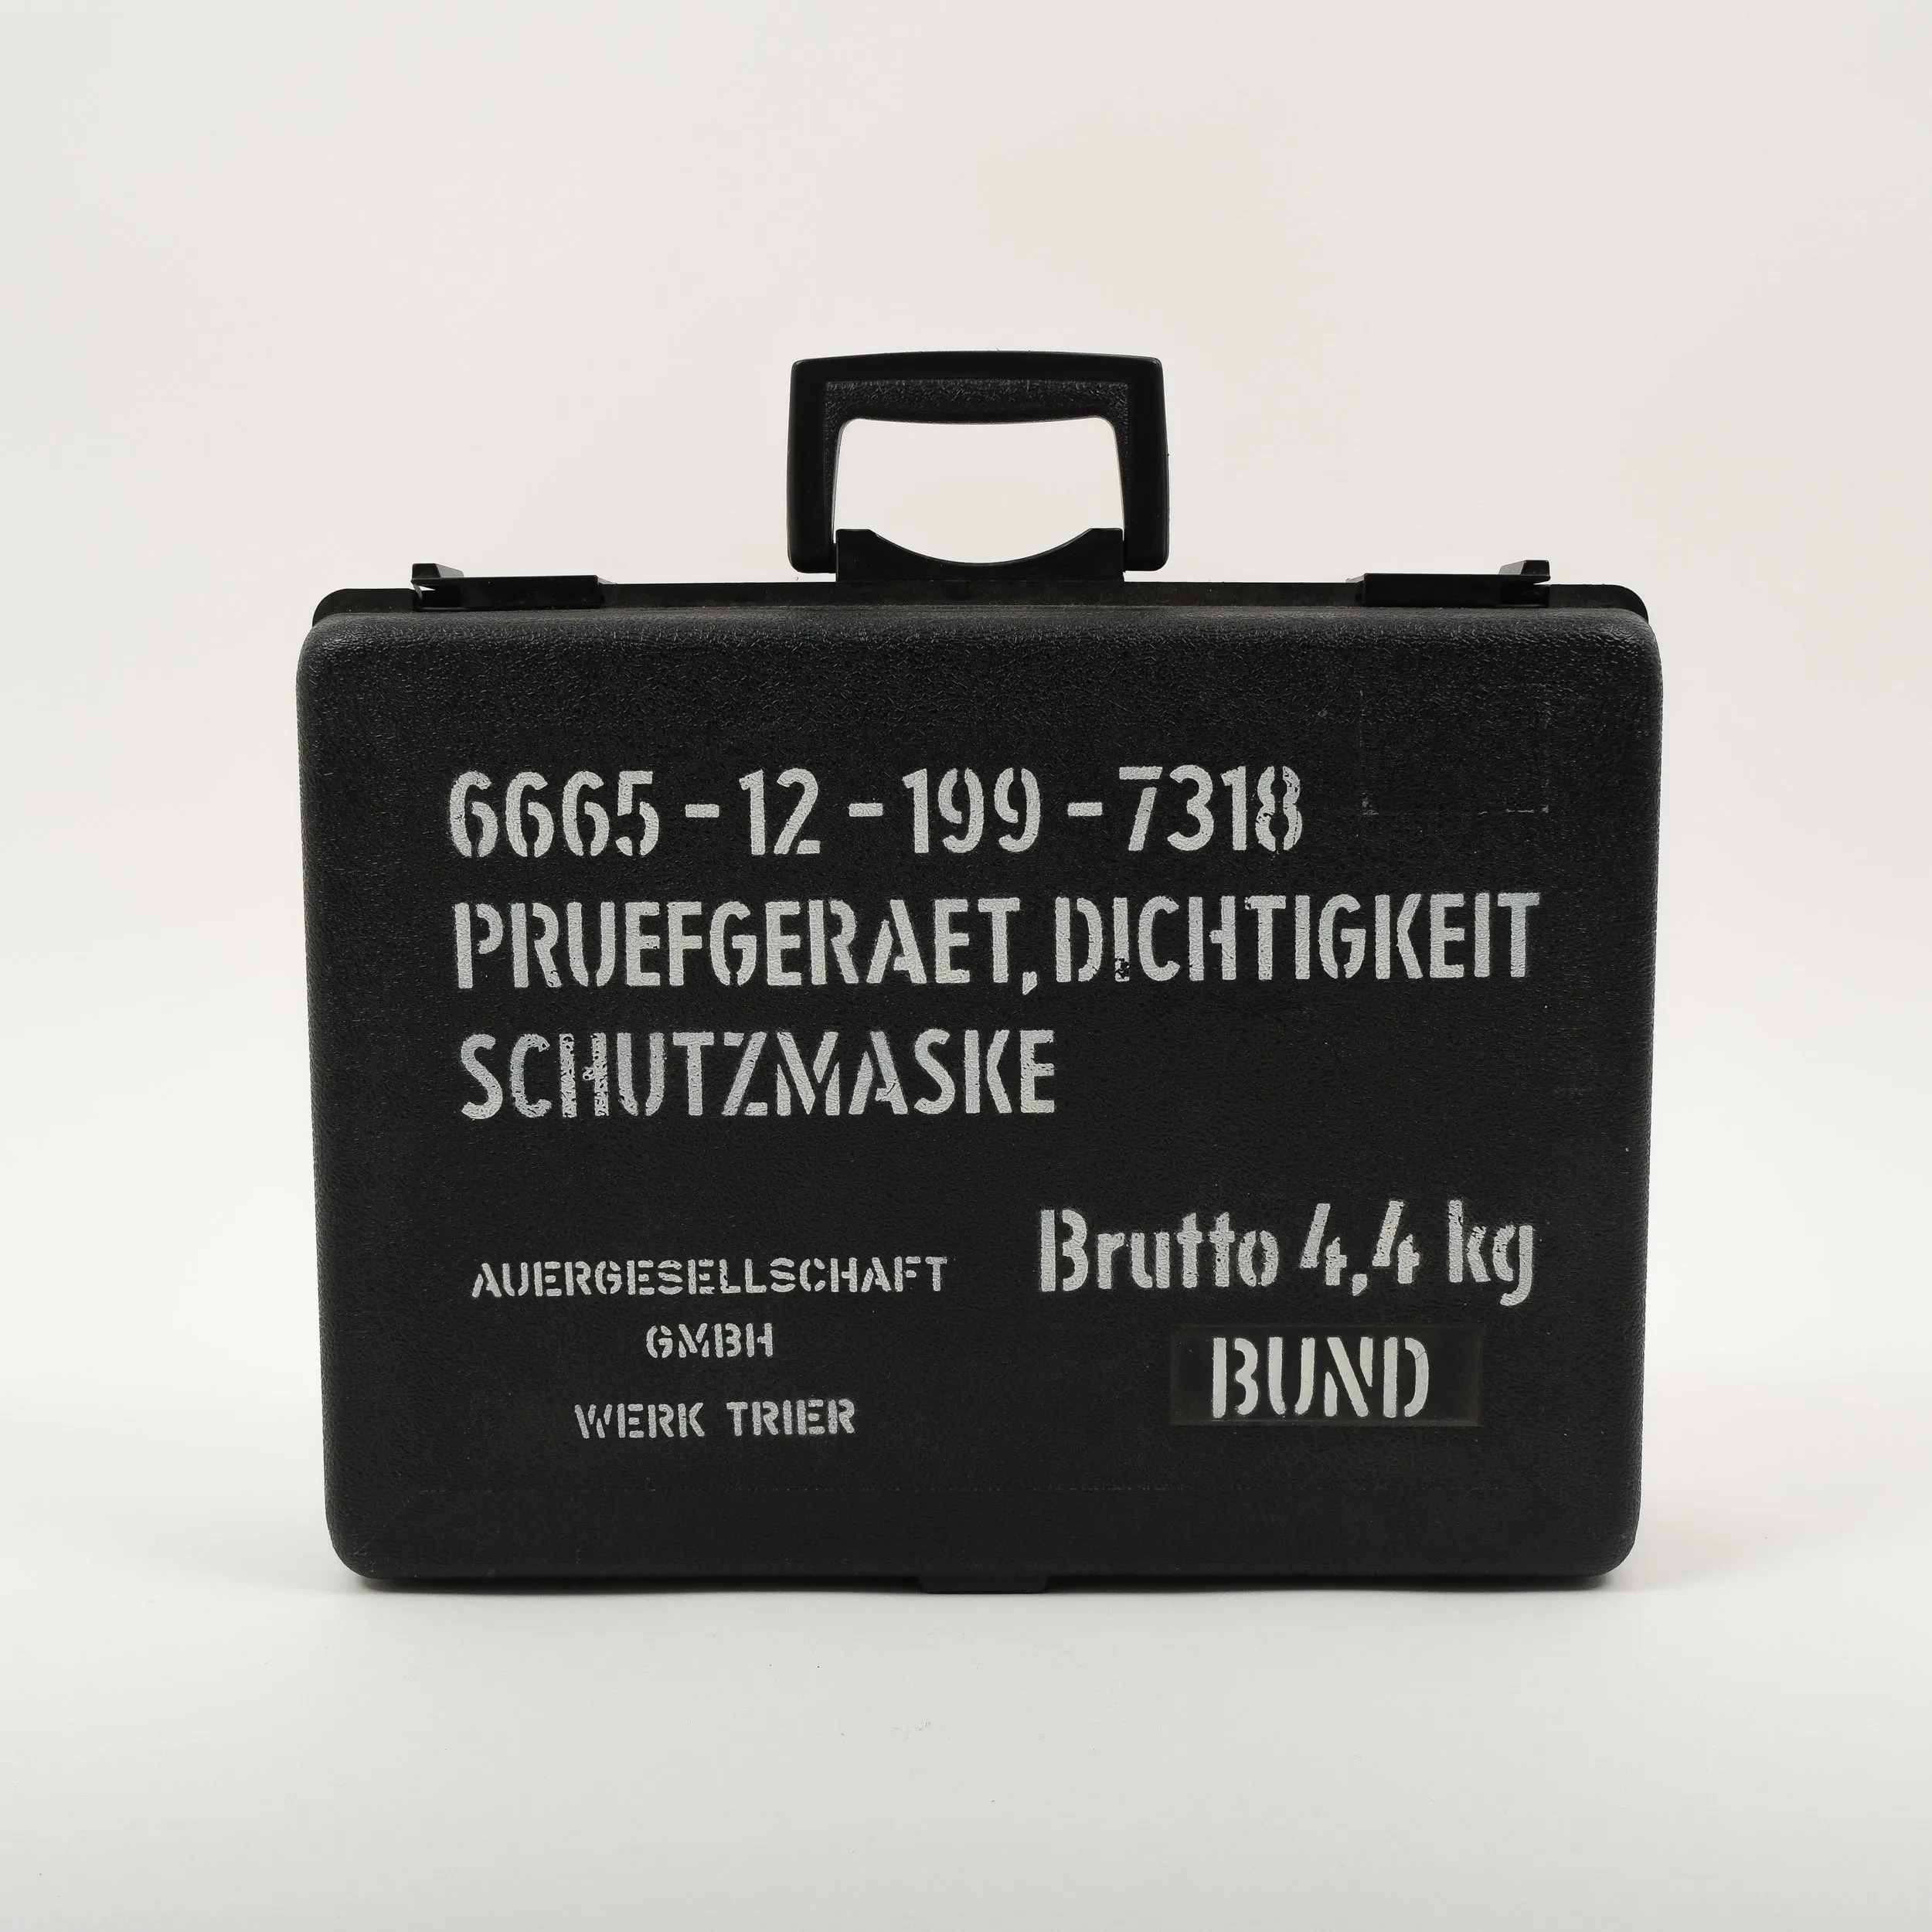 6665-12-199-7318
PRUEFGERAET, DICHTIGKEIT
SCHUTZMASKE
Brutto 4,4 kg
AUERGESELLSCHAFT
GMBH
WERK TRIER
BUND